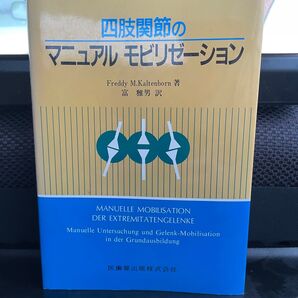 四肢関節の
マニュアル モビリゼーション
Freddy M.Kaltenborn 著
富 雅男 訳
MANUELLE MOBILISATION
DER EXTREMITÄTENGELENKE
Manuelle Untersuchung und Gelenk-Mobilisation
in der Grundausbildung
医歯薬出版株式会社